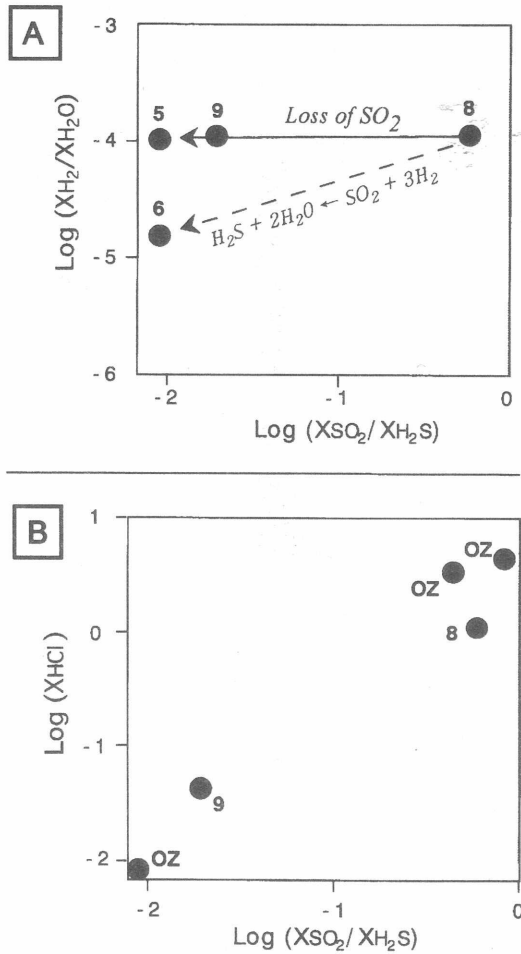 A
-3
-4
-5
-6
Log (XH₂/XH₂O)
5
9
8
6
Loss of SO₂
H₂S + 2H₂O ← SO₂ + 3H₂
-2
-1
0
Log (XSO₂/XH₂S)
B
1
0
-1
-2
Log (XHCl)
OZ
OZ
8
9
OZ
-2
-1
0
Log (XSO₂/XH₂S)